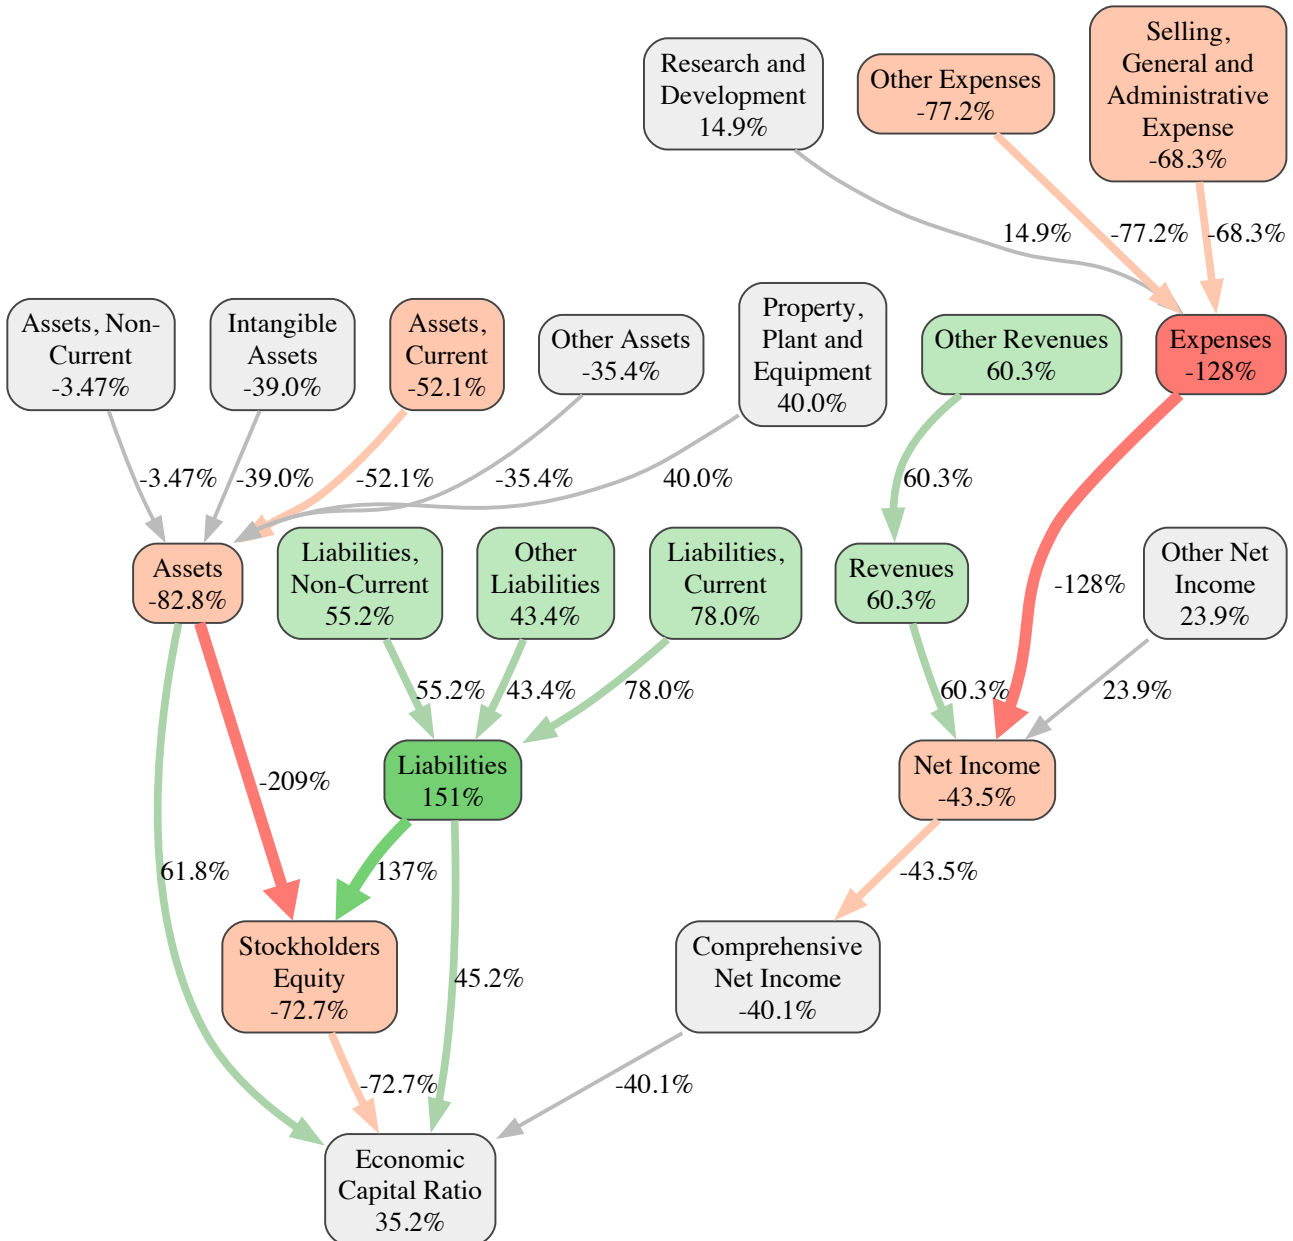 Research and
Development
14.9%
Other Expenses
-77.2%
Selling,
General and
Administrative
Expense
-68.3%
14.9%
-77.2%
-68.3%
Assets, Non-
Current
-3.47%
Intangible
Assets
-39.0%
Assets,
Current
-52.1%
Other Assets
-35.4%
Property,
Plant and
Equipment
40.0%
Other Revenues
60.3%
Expenses
-128%
-3.47%
-39.0%
-52.1%
-35.4%
40.0%
60.3%
-128%
Assets
-82.8%
Liabilities,
Non-Current
55.2%
Other
Liabilities
43.4%
Liabilities,
Current
78.0%
Revenues
60.3%
Other Net
Income
23.9%
55.2%
43.4%
78.0%
60.3%
23.9%
-209%
Liabilities
151%
Net Income
-43.5%
61.8%
137%
-43.5%
Stockholders
Equity
-72.7%
45.2%
Comprehensive
Net Income
-40.1%
-72.7%
-40.1%
Economic
Capital Ratio
35.2%